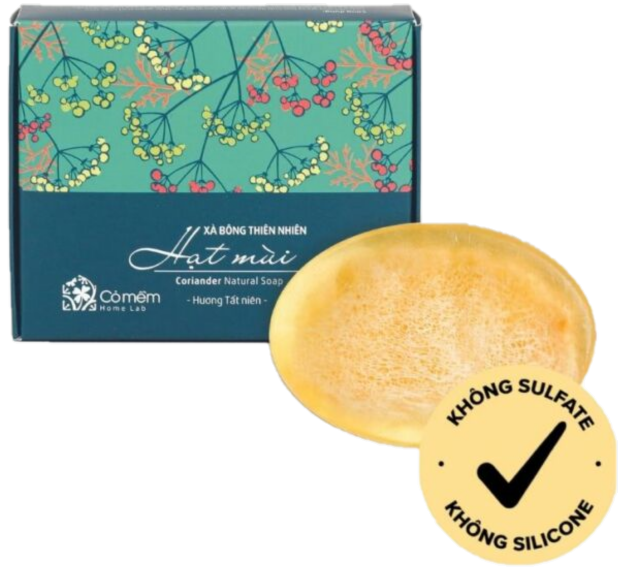 XÀ BÔNG THIÊN NHIÊN
Hạt mùi
Coriander Natural Soap
- Hương Tất niên -
Cỏ mềm
Home Lab
KHÔNG SULFATE
KHÔNG SILICONE